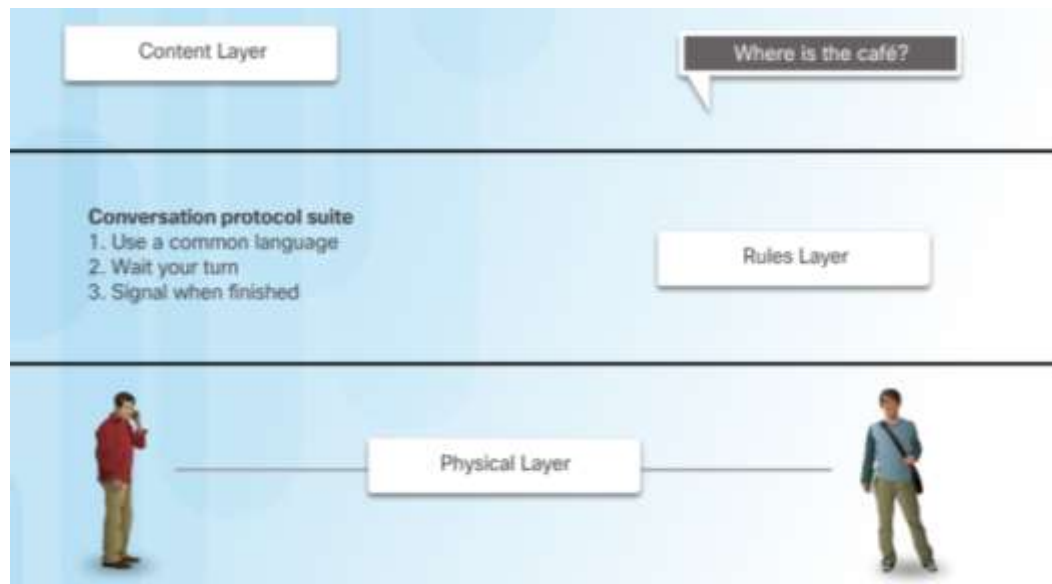 Content Layer
Where is the café?
Conversation protocol suite
1. Use a common language
2. Wait your turn
3. Signal when finished
Rules Layer
Physical Layer